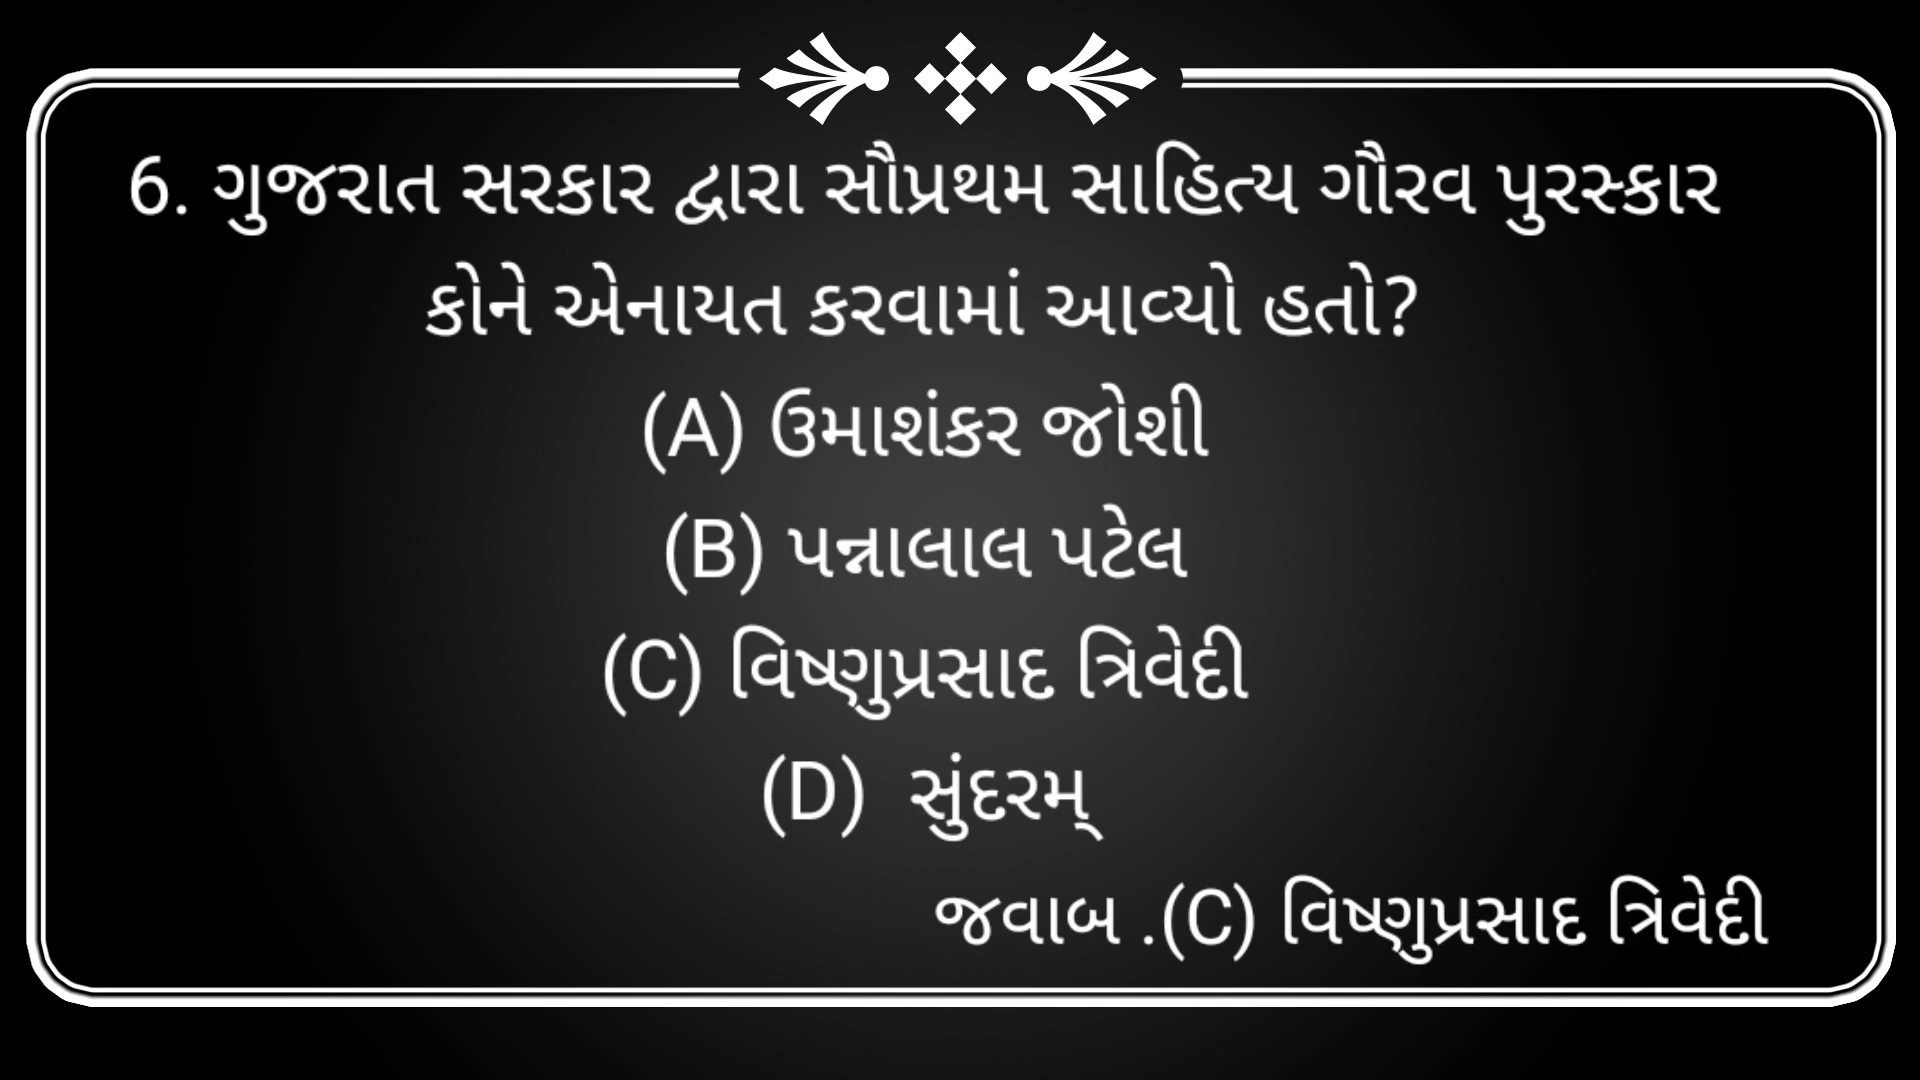 6. ગુજરાત સરકાર દ્વારા સૌપ્રથમ સાહિત્ય ગૌરવ પુરસ્કાર
કોને એનાયત કરવામાં આવ્યો હતો?
(A) ઉમાશંકર જોશી
(B) પન્નાલાલ પટેલ
(C) વિષ્ણુપ્રસાદ ત્રિવેદી
(D) સુંદરમ્
જવાબ .(C) વિષ્ણુપ્રસાદ ત્રિવેદી